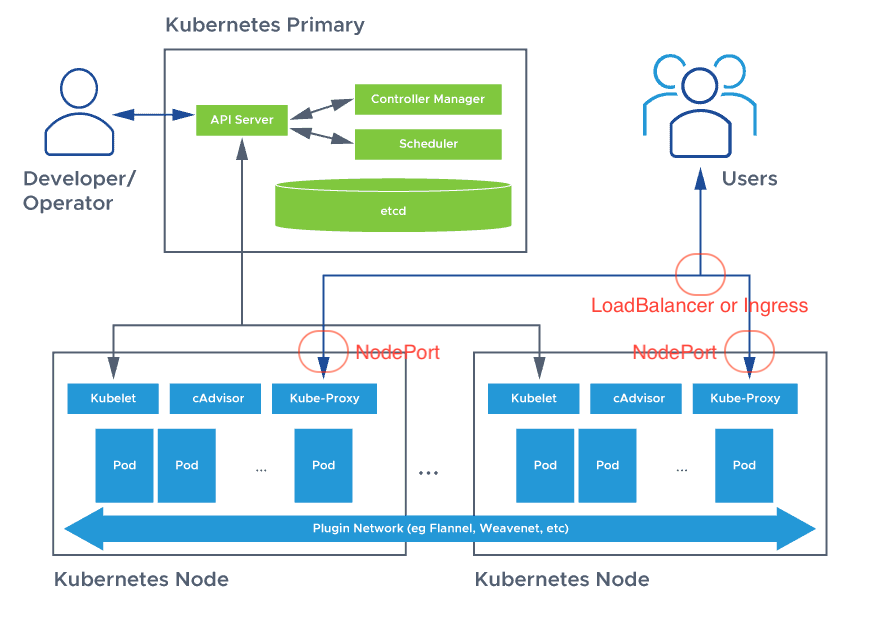 Kubernetes Primary
API Server
Controller Manager
Scheduler
etcd
Developer/
Operator
Users
LoadBalancer or Ingress
NodePort
NodePort
Kubelet
cAdvisor
Kube-Proxy
Kubelet
cAdvisor
Kube-Proxy
Pod
Pod
...
Pod
...
Pod
Pod
...
Pod
Plugin Network (eg Flannel, Weavenet, etc)
Kubernetes Node
Kubernetes Node